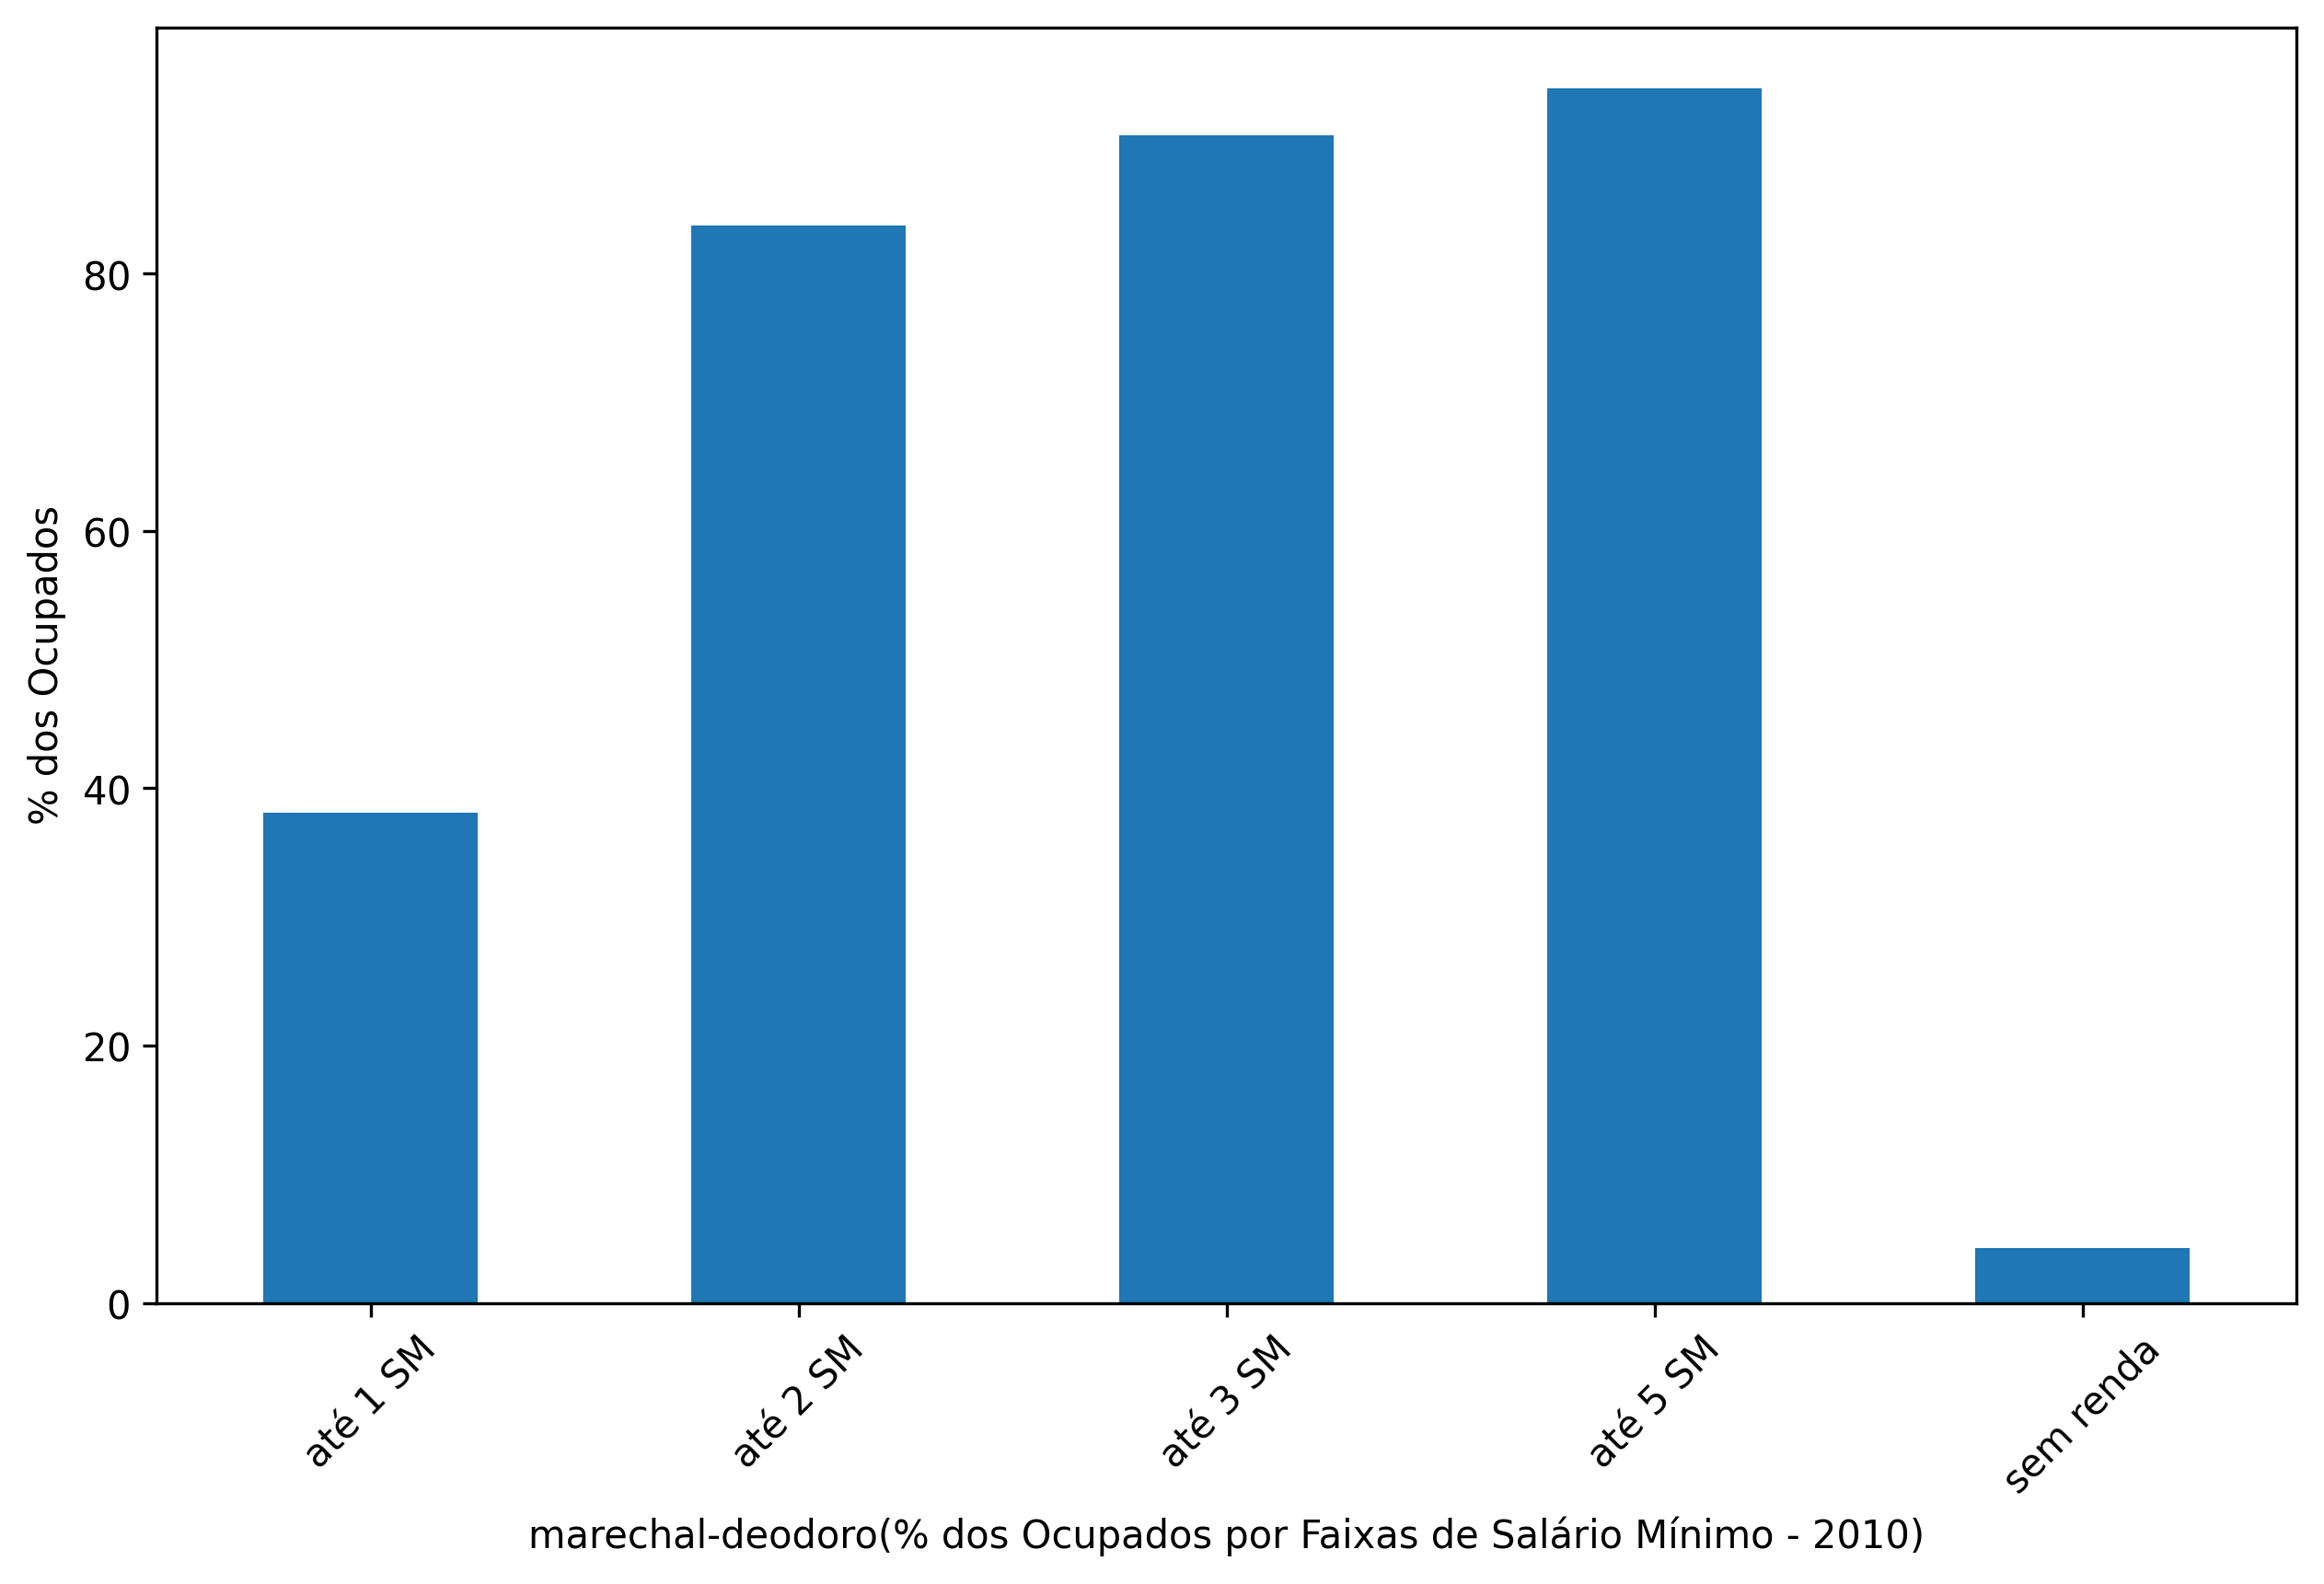 % dos Ocupados
80
60
40
20
0
até 1 SM
até 2 SM
até 3 SM
até 5 SM
sem renda
marechal-deodoro(% dos Ocupados por Faixas de Salário Mínimo - 2010)